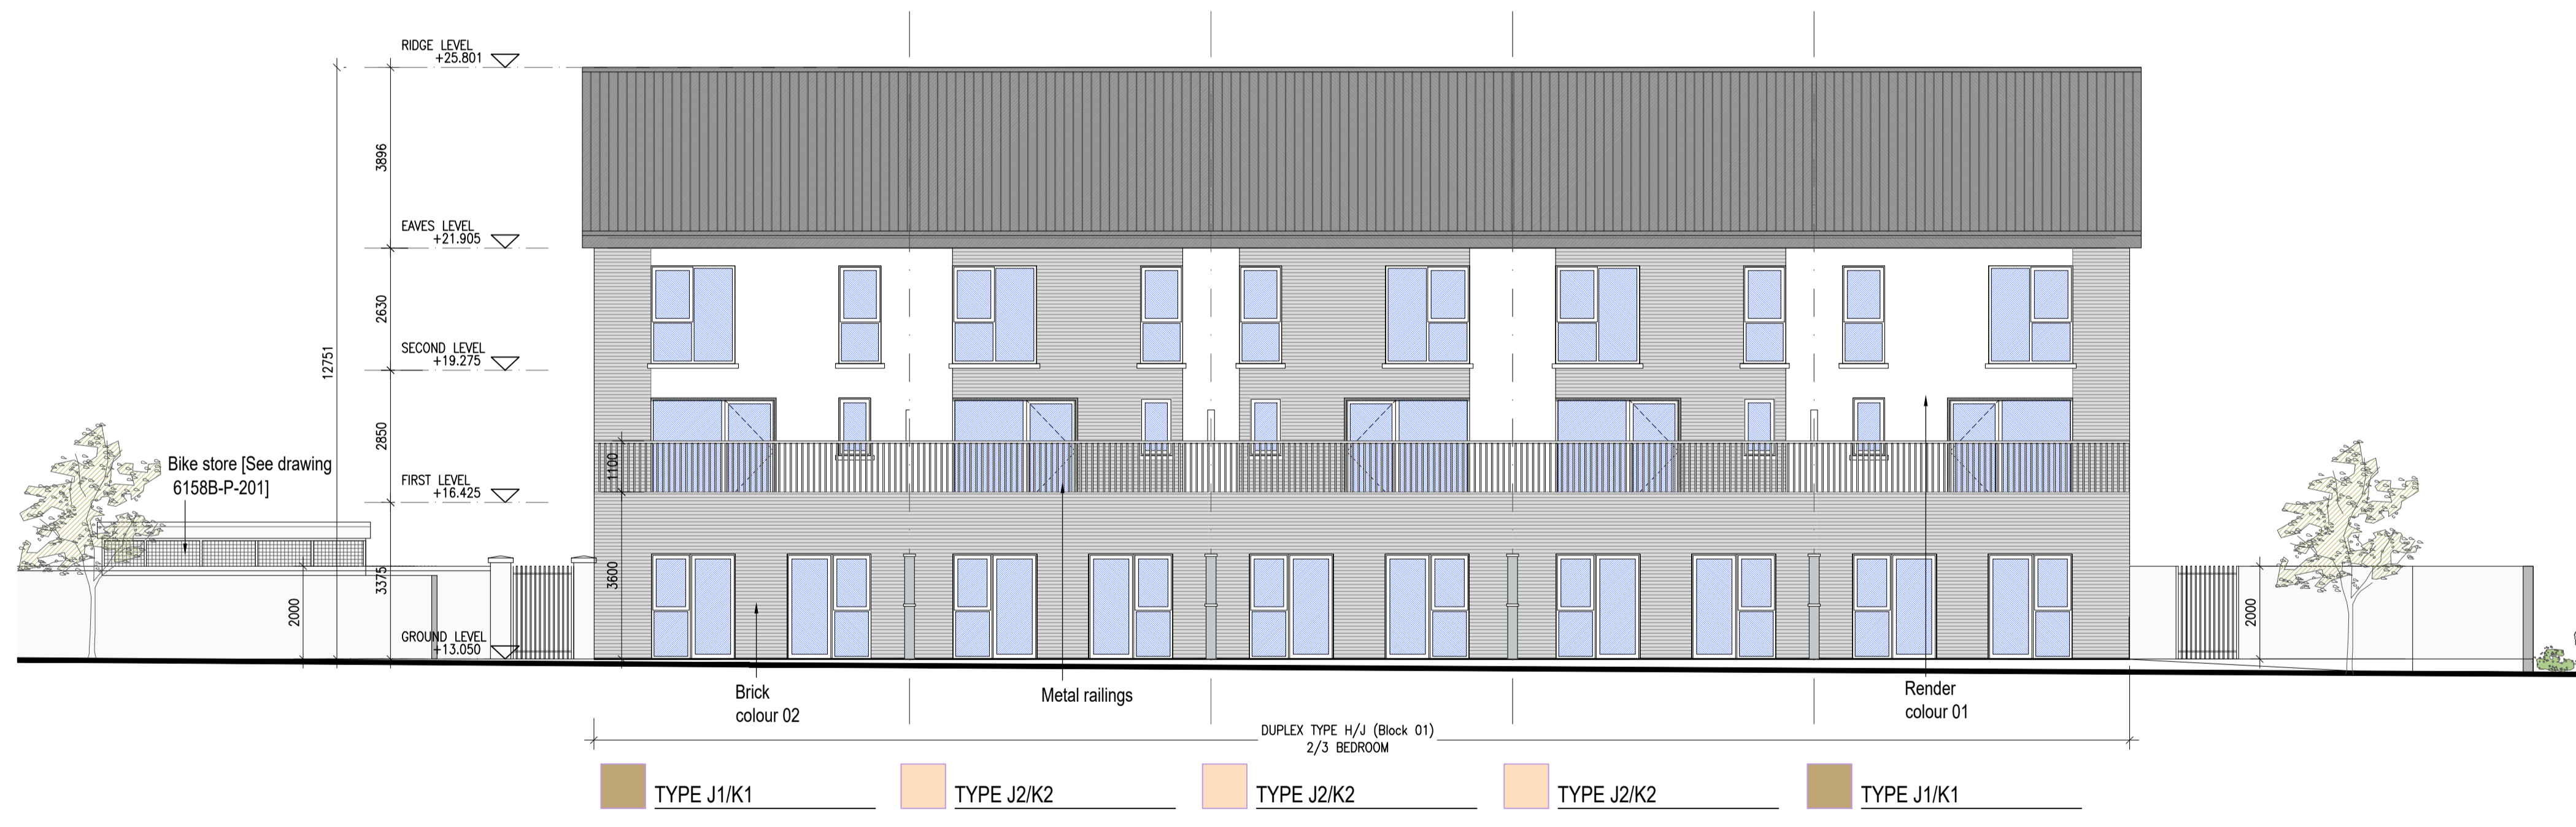 RIDGE LEVEL
+25.801
3896
EAVES LEVEL
+21.905
2630
12751
SECOND LEVEL
+19.275
2850
Bike store [See drawing
6158B-P-201]
FIRST LEVEL
+16.425
1100
3375
3600
2000
GROUND LEVEL
+13.050
2000
Brick
colour 02
Metal railings
Render
colour 01
DUPLEX TYPE H/J (Block 01)
2/3 BEDROOM
TYPE J1/K1
TYPE J2/K2
TYPE J2/K2
TYPE J2/K2
TYPE J1/K1